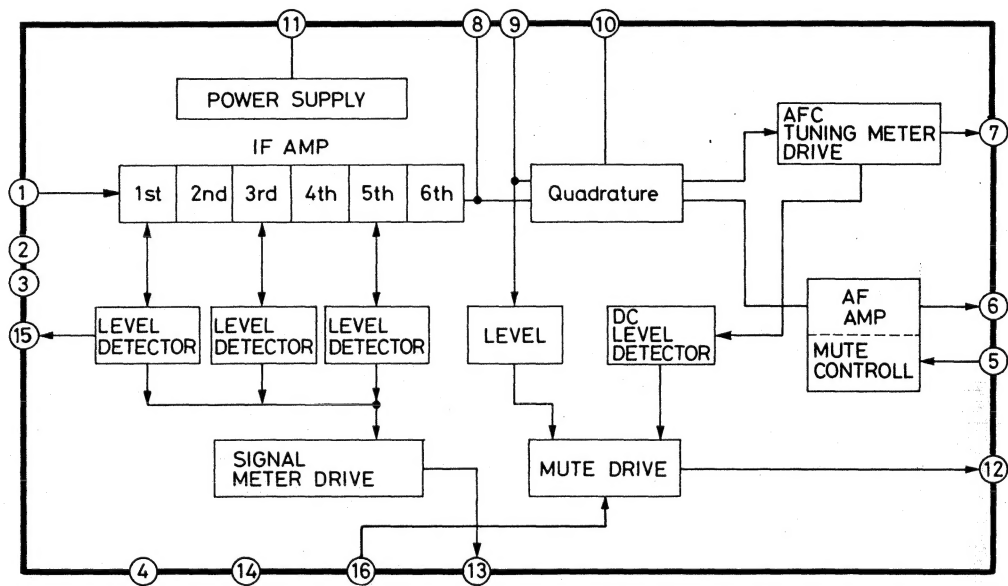 11 8 9 10
POWER SUPPLY
IF AMP
AFC
TUNING METER
DRIVE
7
1
1st 2nd 3rd 4th 5th 6th
Quadrature
2
3
15
LEVEL
DETECTOR
LEVEL
DETECTOR
LEVEL
DETECTOR
LEVEL
DC
LEVEL
DETECTOR
AF
AMP
MUTE
CONTROLL
6
5
SIGNAL
METER DRIVE
MUTE DRIVE
12
4 14 16 13